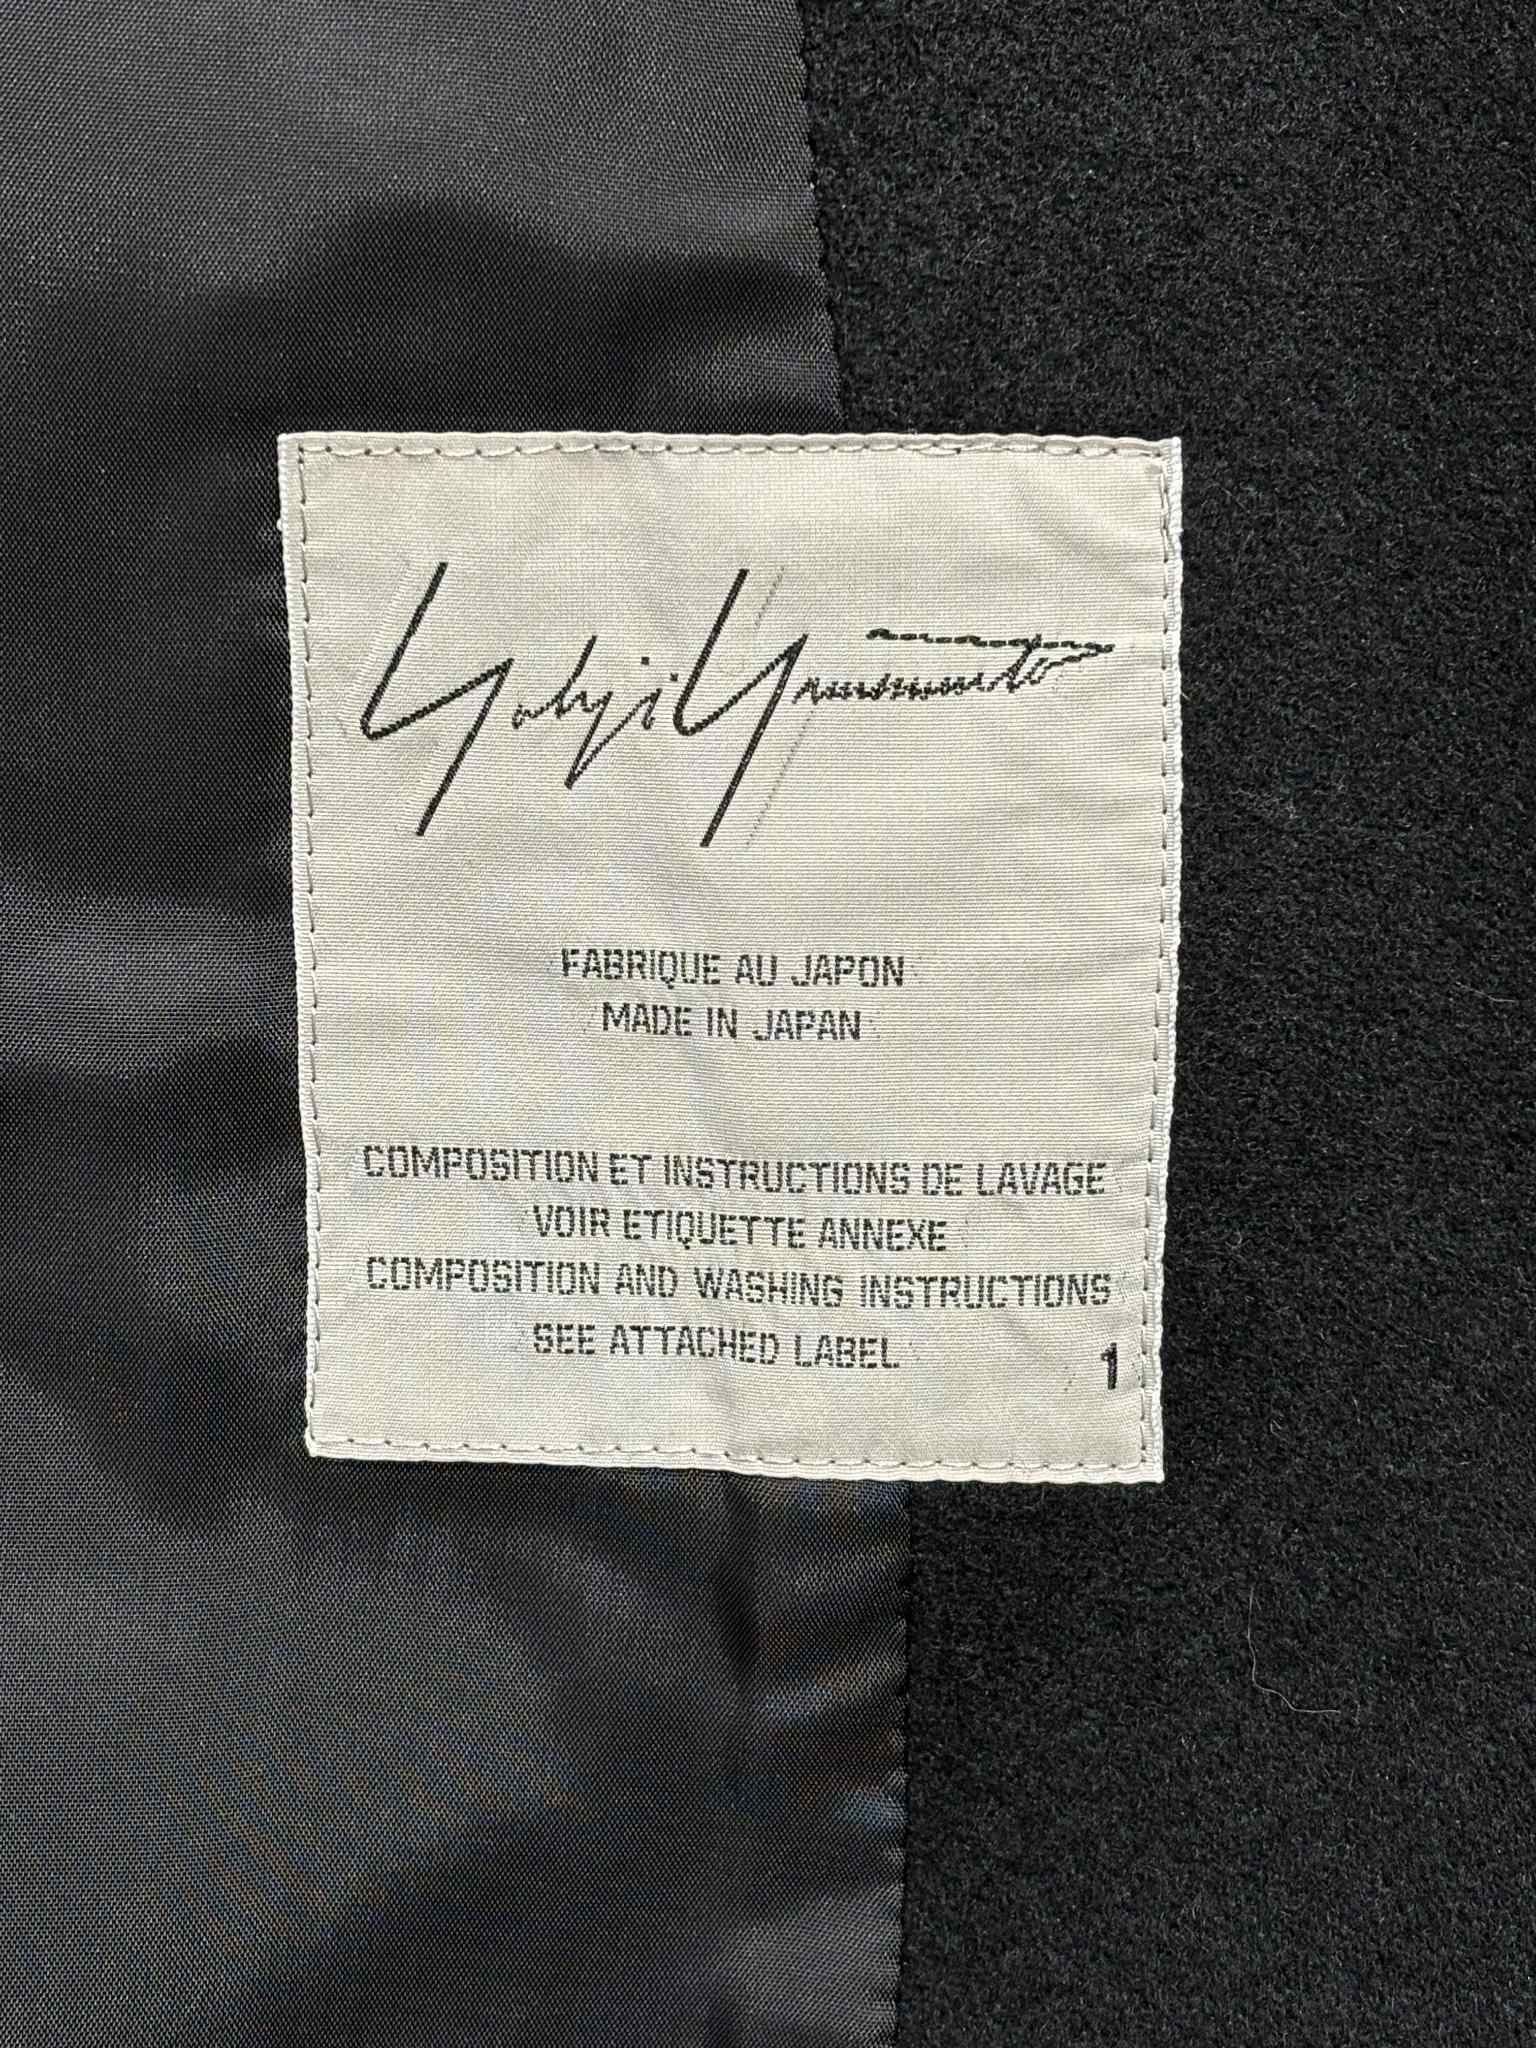 Yohji Yamamoto
FABRIQUE AU JAPON
MADE IN JAPAN
COMPOSITION ET INSTRUCTIONS DE LAVAGE
VOIR ETIQUETTE ANNEXE
COMPOSITION AND WASHING INSTRUCTIONS
SEE ATTACHED LABEL
1